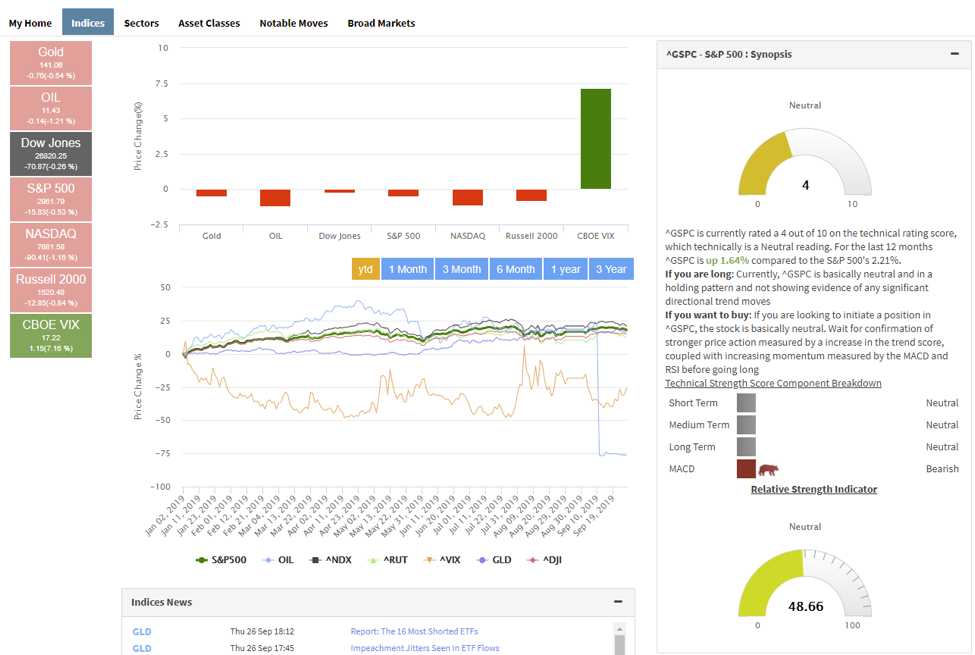 My Home Indices Sectors Asset Classes Notable Moves Broad Markets
Gold
141.06
-0.76(-0.54 %)
OIL
11.43
-0.14(-1.21 %)
Dow Jones
26820.25
-70.87(-0.26 %)
S&P 500
2961.79
-15.83(-0.53 %)
NASDAQ
7681.58
-90.41(-1.16 %)
Russell 2000
1520.48
-12.85(-0.84 %)
CBOE VIX
17.22
1.15(7.16 %)
Price Change(%)
10
7.5
5
2.5
0
−2.5
Gold OIL Dow Jones S&P 500 NASDAQ Russell 2000 CBOE VIX
ytd 1 Month 3 Month 6 Month 1 year 3 Year
Price Change%
50
25
0
−25
−50
−75
−100
Jan 02, 2019
Jan 11, 2019
Jan 23, 2019
Feb 01, 2019
Feb 12, 2019
Feb 22, 2019
Mar 04, 2019
Mar 13, 2019
Mar 22, 2019
Apr 02, 2019
Apr 11, 2019
Apr 23, 2019
May 02, 2019
May 13, 2019
May 22, 2019
May 31, 2019
Jun 11, 2019
Jun 20, 2019
Jul 01, 2019
Jul 11, 2019
Jul 22, 2019
Jul 31, 2019
Aug 09, 2019
Aug 20, 2019
Aug 29, 2019
Sep 10, 2019
Sep 19, 2019
S&P500 OIL ^NDX ^RUT ^VIX GLD ^DJI
Indices News
GLD Thu 26 Sep 18:12 Report: The 16 Most Shorted ETFs
GLD Thu 26 Sep 17:45 Impeachment Jitters Seen In ETF Flows
^GSPC - S&P 500 : Synopsis
Neutral
4
0 10
^GSPC is currently rated a 4 out of 10 on the technical rating score,
which technically is a Neutral reading. For the last 12 months
^GSPC is up 1.64% compared to the S&P 500's 2.21%.
If you are long: Currently, ^GSPC is basically neutral and in a
holding pattern and not showing evidence of any significant
directional trend moves
If you want to buy: If you are looking to initiate a position in
^GSPC, the stock is basically neutral. Wait for confirmation of
stronger price action measured by a increase in the trend score,
coupled with increasing momentum measured by the MACD and
RSI before going long
Technical Strength Score Component Breakdown
Short Term Neutral
Medium Term Neutral
Long Term Neutral
MACD Bearish
Relative Strength Indicator
Neutral
48.66
0 100